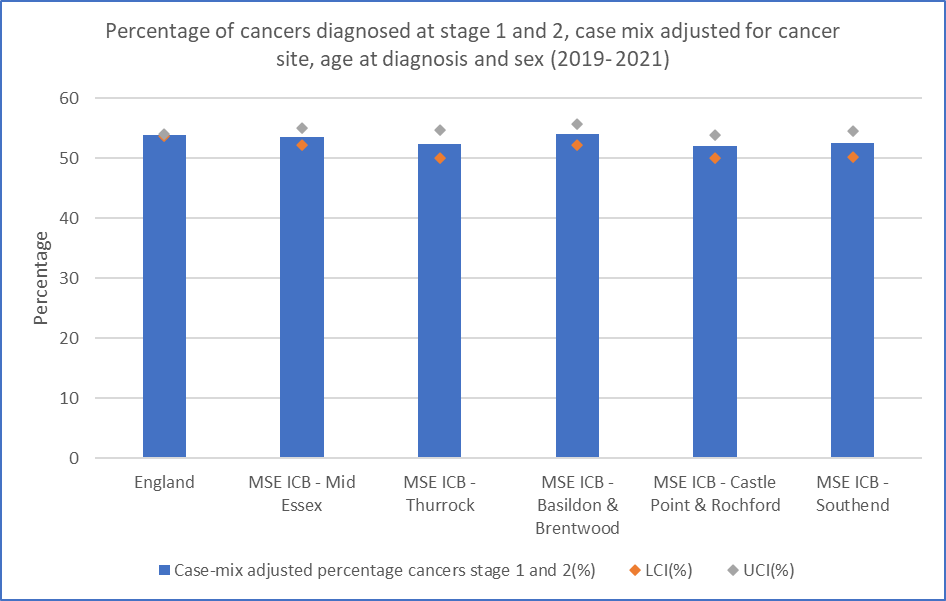 Percentage of cancers diagnosed at stage 1 and 2, case mix adjusted for cancer
site, age at diagnosis and sex (2019-2021)
Percentage
60
50
40
30
20
10
0
England
MSE ICB - Mid
Essex
MSE ICB -
Thurrock
MSE ICB -
Basildon &
Brentwood
MSE ICB - Castle
Point & Rochford
MSE ICB -
Southend
Case-mix adjusted percentage cancers stage 1 and 2(%)
LCI(%)
UCI(%)